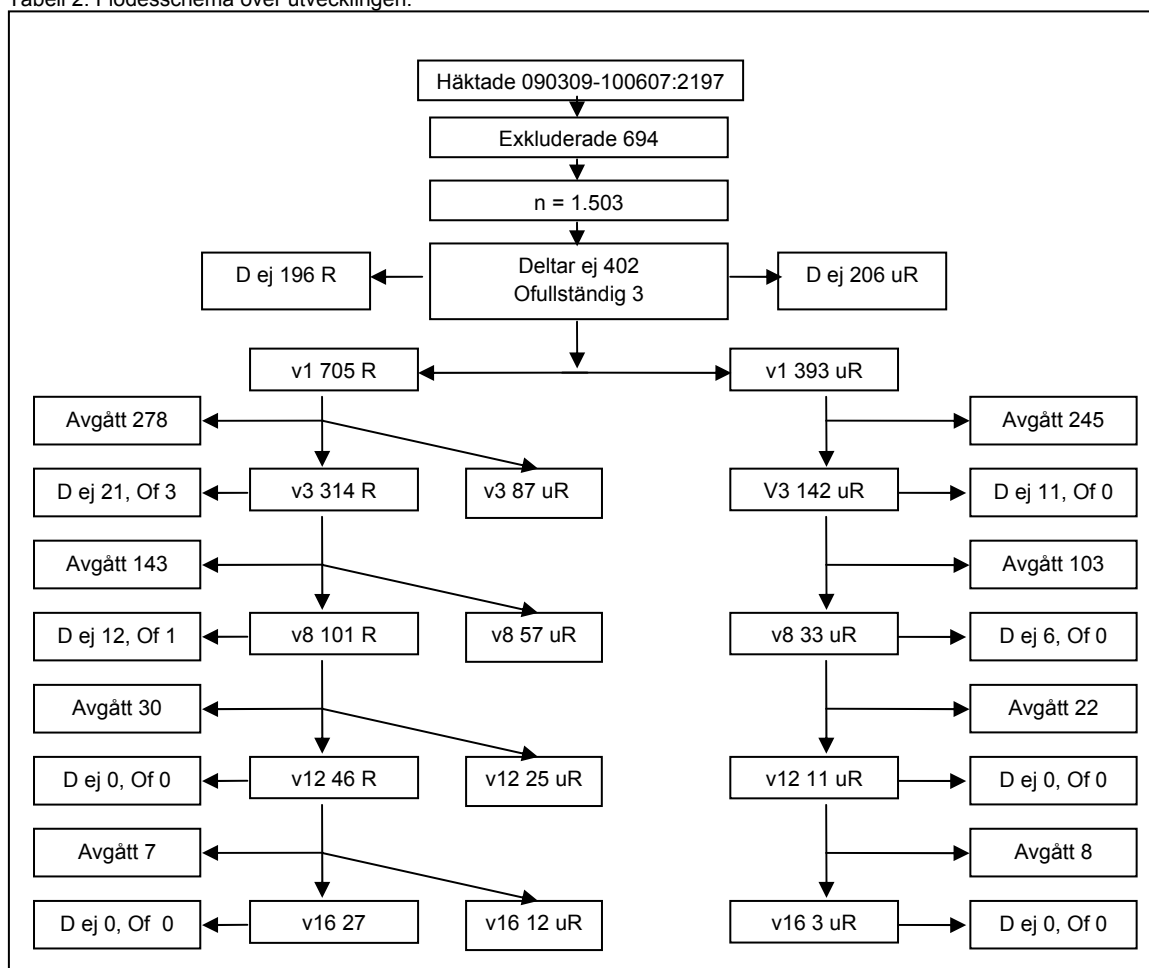 Tabell 2. Flödesschema över utvecklingen.
Häktade 090309-100607:2197
Exkluderade 694
n = 1.503
D ej 196 R
Deltar ej 402
Ofullständig 3
D ej 206 uR
v1 705 R
v1 393 uR
Avgått 278
Avgått 245
D ej 21, Of 3
v3 314 R
v3 87 uR
V3 142 uR
D ej 11, Of 0
Avgått 143
Avgått 103
D ej 12, Of 1
v8 101 R
v8 57 uR
v8 33 uR
D ej 6, Of 0
Avgått 30
Avgått 22
D ej 0, Of 0
v12 46 R
v12 25 uR
v12 11 uR
D ej 0, Of 0
Avgått 7
Avgått 8
D ej 0, Of  0
v16 27
v16 12 uR
v16 3 uR
D ej 0, Of 0